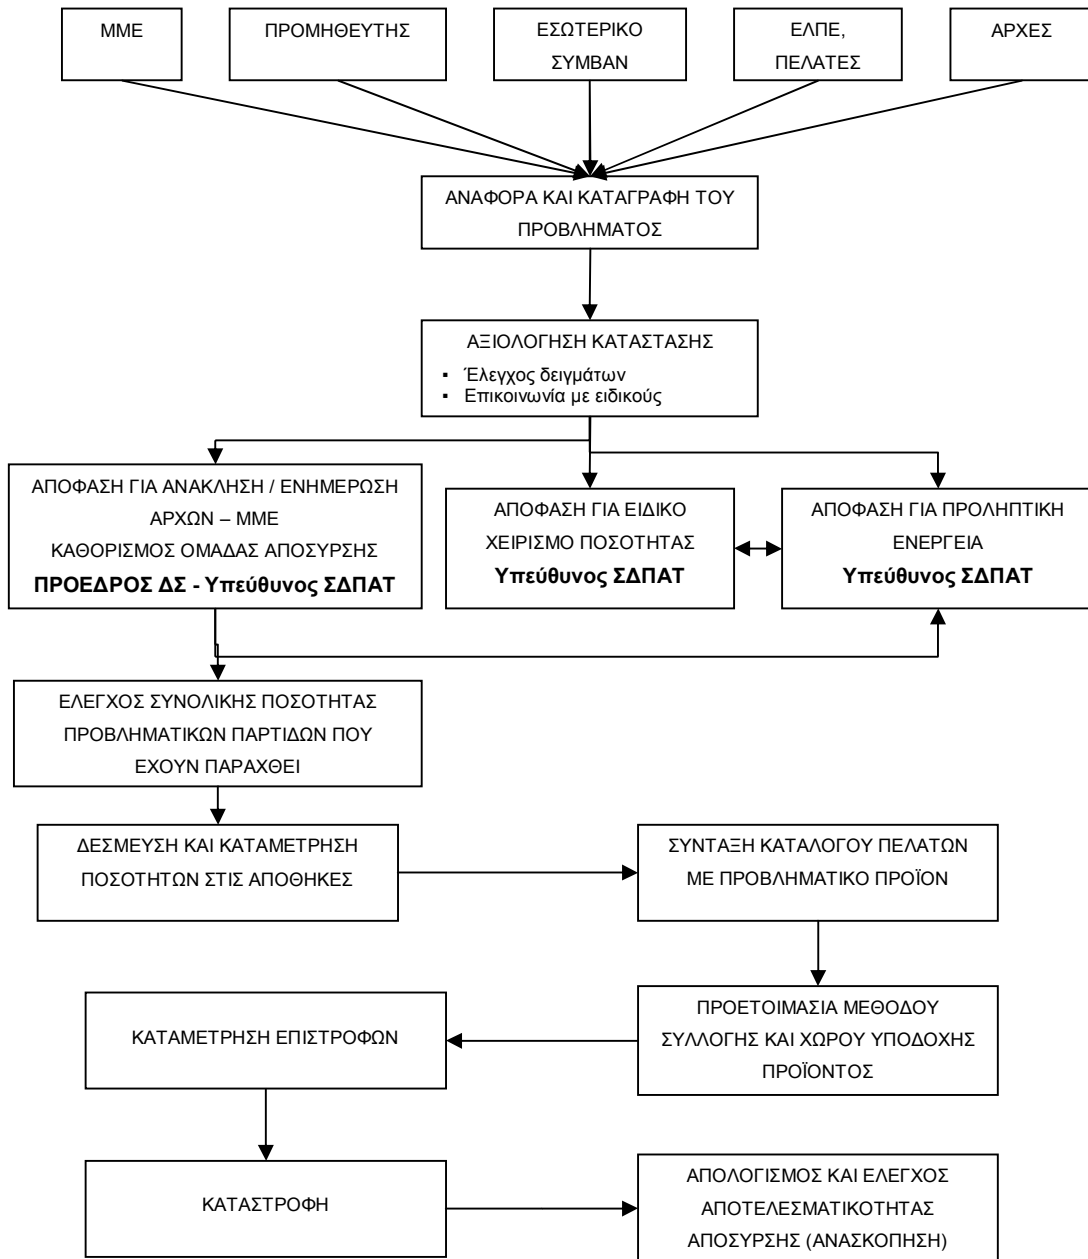 ΜΜΕ
ΠΡΟΜΗΘΕΥΤΗΣ
ΕΣΩΤΕΡΙΚΟ
ΣΥΜΒΑΝ
ΕΛΠΕ,
ΠΕΛΑΤΕΣ
ΑΡΧΕΣ
ΑΝΑΦΟΡΑ ΚΑΙ ΚΑΤΑΓΡΑΦΗ ΤΟΥ
ΠΡΟΒΛΗΜΑΤΟΣ
ΑΞΙΟΛΟΓΗΣΗ ΚΑΤΑΣΤΑΣΗΣ
▪ Έλεγχος δειγμάτων
▪ Επικοινωνία με ειδικούς
ΑΠΟΦΑΣΗ ΓΙΑ ΑΝΑΚΛΗΣΗ / ΕΝΗΜΕΡΩΣΗ
ΑΡΧΩΝ – ΜΜΕ
ΚΑΘΟΡΙΣΜΟΣ ΟΜΑΔΑΣ ΑΠΟΣΥΡΣΗΣ
ΠΡΟΕΔΡΟΣ ΔΣ - Υπεύθυνος ΣΔΠΑΤ
ΑΠΟΦΑΣΗ ΓΙΑ ΕΙΔΙΚΟ
ΧΕΙΡΙΣΜΟ ΠΟΣΟΤΗΤΑΣ
Υπεύθυνος ΣΔΠΑΤ
ΑΠΟΦΑΣΗ ΓΙΑ ΠΡΟΛΗΠΤΙΚΗ
ΕΝΕΡΓΕΙΑ
Υπεύθυνος ΣΔΠΑΤ
ΕΛΕΓΧΟΣ ΣΥΝΟΛΙΚΗΣ ΠΟΣΟΤΗΤΑΣ
ΠΡΟΒΛΗΜΑΤΙΚΩΝ ΠΑΡΤΙΔΩΝ ΠΟΥ
ΕΧΟΥΝ ΠΑΡΑΧΘΕΙ
ΔΕΣΜΕΥΣΗ ΚΑΙ ΚΑΤΑΜΕΤΡΗΣΗ
ΠΟΣΟΤΗΤΩΝ ΣΤΙΣ ΑΠΟΘΗΚΕΣ
ΣΥΝΤΑΞΗ ΚΑΤΑΛΟΓΟΥ ΠΕΛΑΤΩΝ
ΜΕ ΠΡΟΒΛΗΜΑΤΙΚΟ ΠΡΟΪΟΝ
ΠΡΟΕΤΟΙΜΑΣΙΑ ΜΕΘΟΔΟΥ
ΣΥΛΛΟΓΗΣ ΚΑΙ ΧΩΡΟΥ ΥΠΟΔΟΧΗΣ
ΠΡΟΪΟΝΤΟΣ
ΚΑΤΑΜΕΤΡΗΣΗ ΕΠΙΣΤΡΟΦΩΝ
ΚΑΤΑΣΤΡΟΦΗ
ΑΠΟΛΟΓΙΣΜΟΣ ΚΑΙ ΕΛΕΓΧΟΣ
ΑΠΟΤΕΛΕΣΜΑΤΙΚΟΤΗΤΑΣ
ΑΠΟΣΥΡΣΗΣ (ΑΝΑΣΚΟΠΗΣΗ)